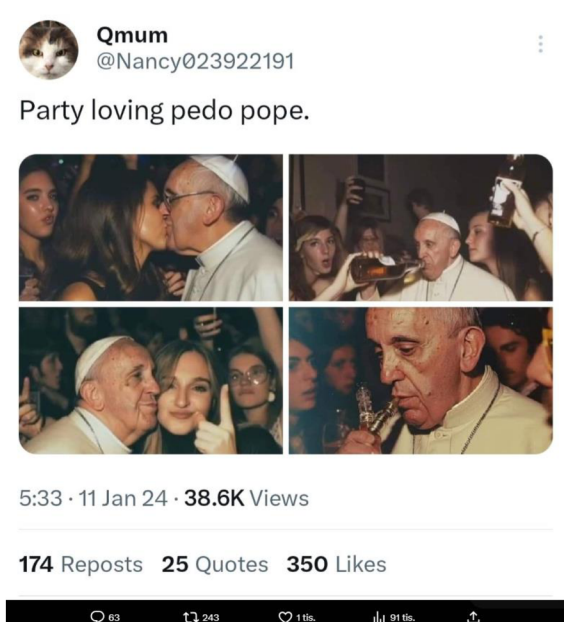 Qmum
@Nancy023922191
Party loving pedo pope.
5:33 · 11 Jan 24 · 38.6K Views
174 Reposts 25 Quotes 350 Likes
63 243 1 tis. 91 tis.